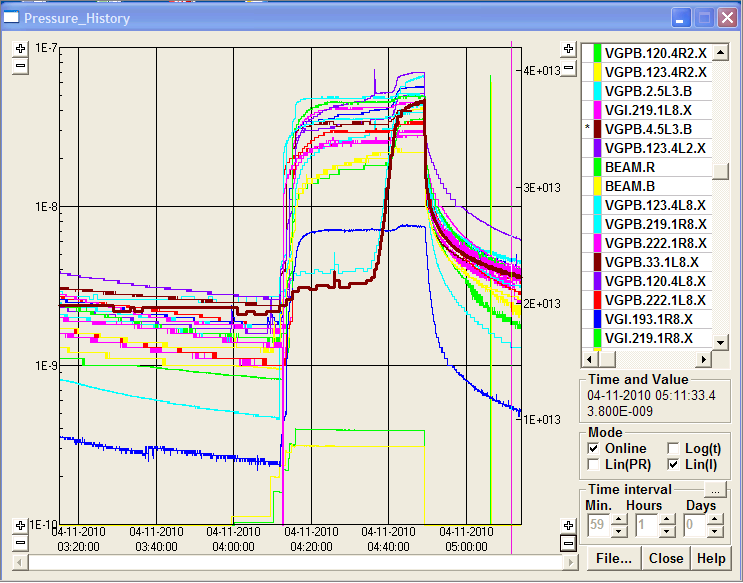 Pressure_History
1E-7
1E-8
1E-9
1E-10
4E+013
3E+013
2E+013
1E+013
04-11-2010 04-11-2010 04-11-2010 04-11-2010 04-11-2010 04-11-2010
03:20:00 03:40:00 04:00:00 04:20:00 04:40:00 05:00:00
VGPB.120.4R2.X
VGPB.123.4R2.X
VGPB.2.5L3.B
VGI.219.1L8.X
* VGPB.4.5L3.B
VGPB.123.4L2.X
BEAM.R
BEAM.B
VGPB.123.4L8.X
VGPB.219.1R8.X
VGPB.222.1R8.X
VGPB.33.1L8.X
VGPB.120.4L8.X
VGPB.222.1L8.X
VGI.193.1R8.X
VGI.219.1R8.X
Time and Value
04-11-2010 05:11:33.4
3.800E-009
Mode
Online Log(t)
Lin(PR) Lin(I)
Time interval ...
Min. Hours Days
59 1 0
File... Close Help